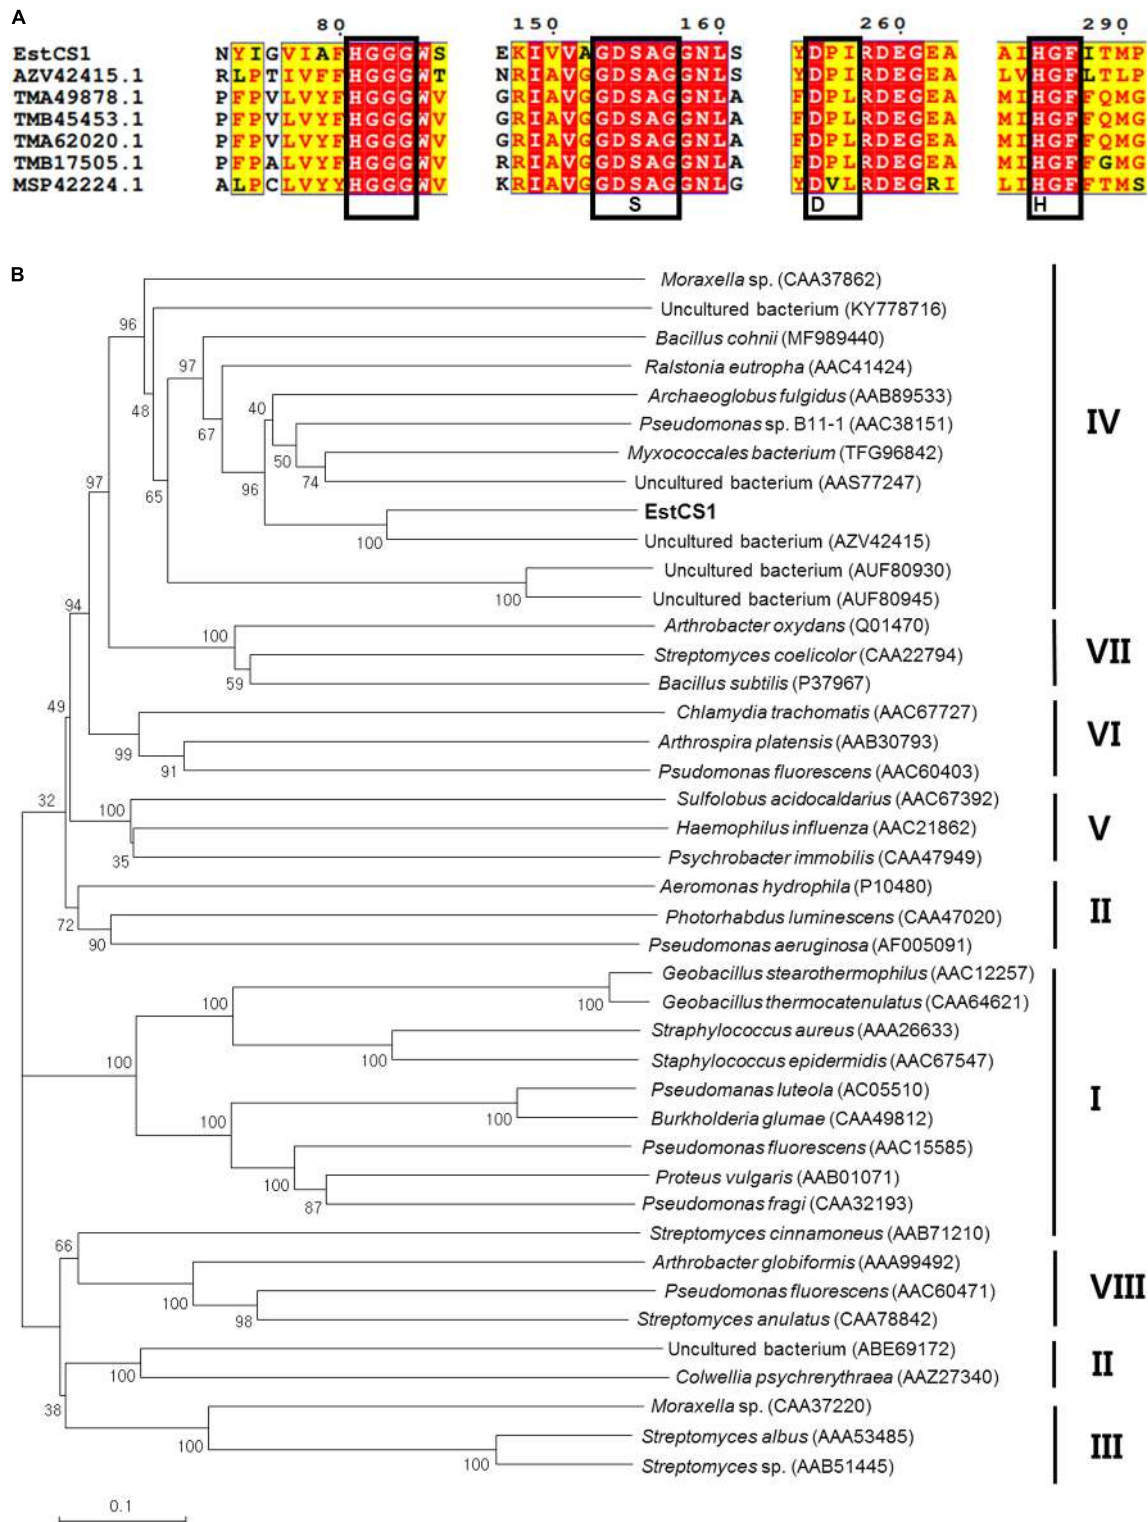 A
80 150 160 260 290
EstCS1 NYIGVIAFHGGGWS EKIVVAGDSAGGNLS YDPIRDEGEA AIHGFITMP
AZV42415.1 RLPTIVFFHGGGWT NRIAVGGDSAGGNLS YDPIRDEGEA LVHGFLTLP
TMA49878.1 PFPVLVYFHGGGWV GRIAVGGDSAGGNLA FDPLRDEGEA MIHGFFQMG
TMB45453.1 PFPVLVYFHGGGWV GRIAVGGDSAGGNLA FDPLRDEGEA MIHGFFQMG
TMA62020.1 PFPVLVYFHGGGWV GRIAVGGDSAGGNLA FDPLRDEGEA MIHGFFQMG
TMB17505.1 PFPALVYFHGGGWV RRIAVGGDSAGGNLA FDPLRDEGEA MIHGFFGMG
MSP42224.1 ALPCLVYYHGGGWV KRIAVGGDSAGGNLG YDVLRDEGRI LIHGFFTMS
S D H
B
Moraxella sp. (CAA37862)
Uncultured bacterium (KY778716)
96
Bacillus cohnii (MF989440)
97
Ralstonia eutropha (AAC41424)
Archaeoglobus fulgidus (AAB89533)
40
48
Pseudomonas sp. B11-1 (AAC38151)
IV
67
Myxococcales bacterium (TFG96842)
50
Uncultured bacterium (AAS77247)
97
74
96
65
EstCS1
Uncultured bacterium (AZV42415)
100
Uncultured bacterium (AUF80930)
Uncultured bacterium (AUF80945)
100
94
Arthrobacter oxydans (Q01470)
100
Streptomyces coelicolor (CAA22794)
VII
Bacillus subtilis (P37967)
59
49
Chlamydia trachomatis (AAC67727)
Arthrospira platensis (AAB30793)
VI
99
Psudomonas fluorescens (AAC60403)
91
32
Sulfolobus acidocaldarius (AAC67392)
100
Haemophilus influenza (AAC21862)
V
Psychrobacter immobilis (CAA47949)
35
Aeromonas hydrophila (P10480)
Photorhabdus luminescens (CAA47020)
II
72
Pseudomonas aeruginosa (AF005091)
90
Geobacillus stearothermophilus (AAC12257)
100
Geobacillus thermocatenulatus (CAA64621)
100
Straphylococcus aureus (AAA26633)
Staphylococcus epidermidis (AAC67547)
100
100
Pseudomanas luteola (AC05510)
I
Burkholderia glumae (CAA49812)
100
100
Pseudomonas fluorescens (AAC15585)
Proteus vulgaris (AAB01071)
100
Pseudomonas fragi (CAA32193)
87
Streptomyces cinnamoneus (AAB71210)
66
Arthrobacter globiformis (AAA99492)
Pseudomonas fluorescens (AAC60471)
VIII
100
Streptomyces anulatus (CAA78842)
98
Uncultured bacterium (ABE69172)
II
Colwellia psychrerythraea (AAZ27340)
100
Moraxella sp. (CAA37220)
38
Streptomyces albus (AAA53485)
III
100
Streptomyces sp. (AAB51445)
100
0.1